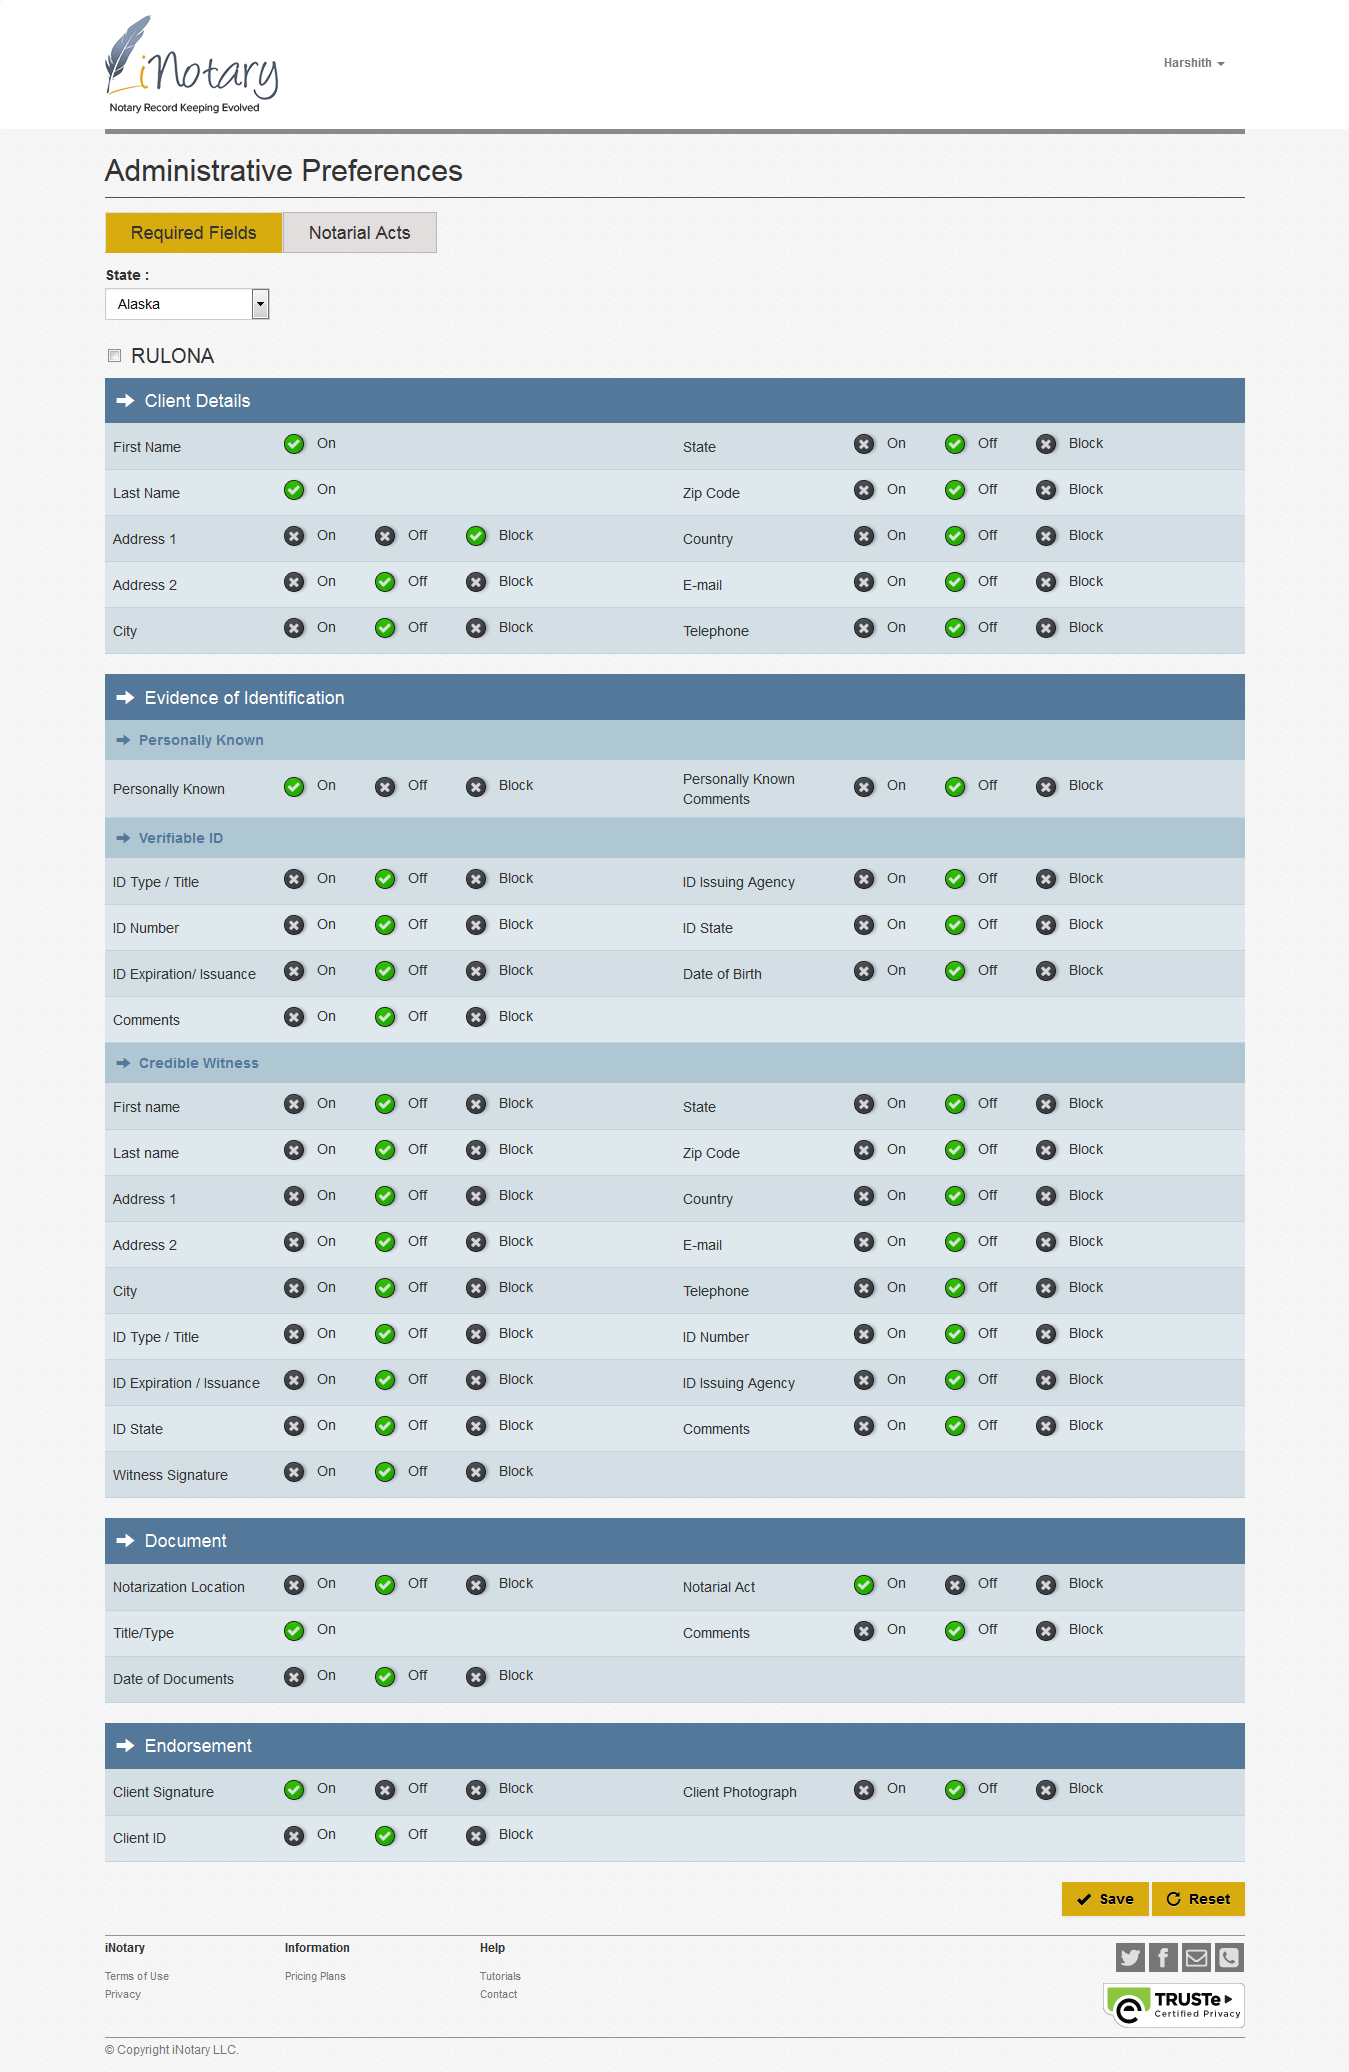 iNotary
Notary Record Keeping Evolved
Harshith
Administrative Preferences
Required Fields Notarial Acts
State :
Alaska
RULONA
Client Details
First Name On State On Off Block
Last Name On Zip Code On Off Block
Address 1 On Off Block Country On Off Block
Address 2 On Off Block E-mail On Off Block
City On Off Block Telephone On Off Block
Evidence of Identification
Personally Known
Personally Known On Off Block Personally Known Comments On Off Block
Verifiable ID
ID Type / Title On Off Block ID Issuing Agency On Off Block
ID Number On Off Block ID State On Off Block
ID Expiration/ Issuance On Off Block Date of Birth On Off Block
Comments On Off Block
Credible Witness
First name On Off Block State On Off Block
Last name On Off Block Zip Code On Off Block
Address 1 On Off Block Country On Off Block
Address 2 On Off Block E-mail On Off Block
City On Off Block Telephone On Off Block
ID Type / Title On Off Block ID Number On Off Block
ID Expiration / Issuance On Off Block ID Issuing Agency On Off Block
ID State On Off Block Comments On Off Block
Witness Signature On Off Block
Document
Notarization Location On Off Block Notarial Act On Off Block
Title/Type On Comments On Off Block
Date of Documents On Off Block
Endorsement
Client Signature On Off Block Client Photograph On Off Block
Client ID On Off Block
Save Reset
iNotary Information Help
Terms of Use Pricing Plans Tutorials
Privacy Contact
TRUSTe
Certified Privacy
© Copyright iNotary LLC.